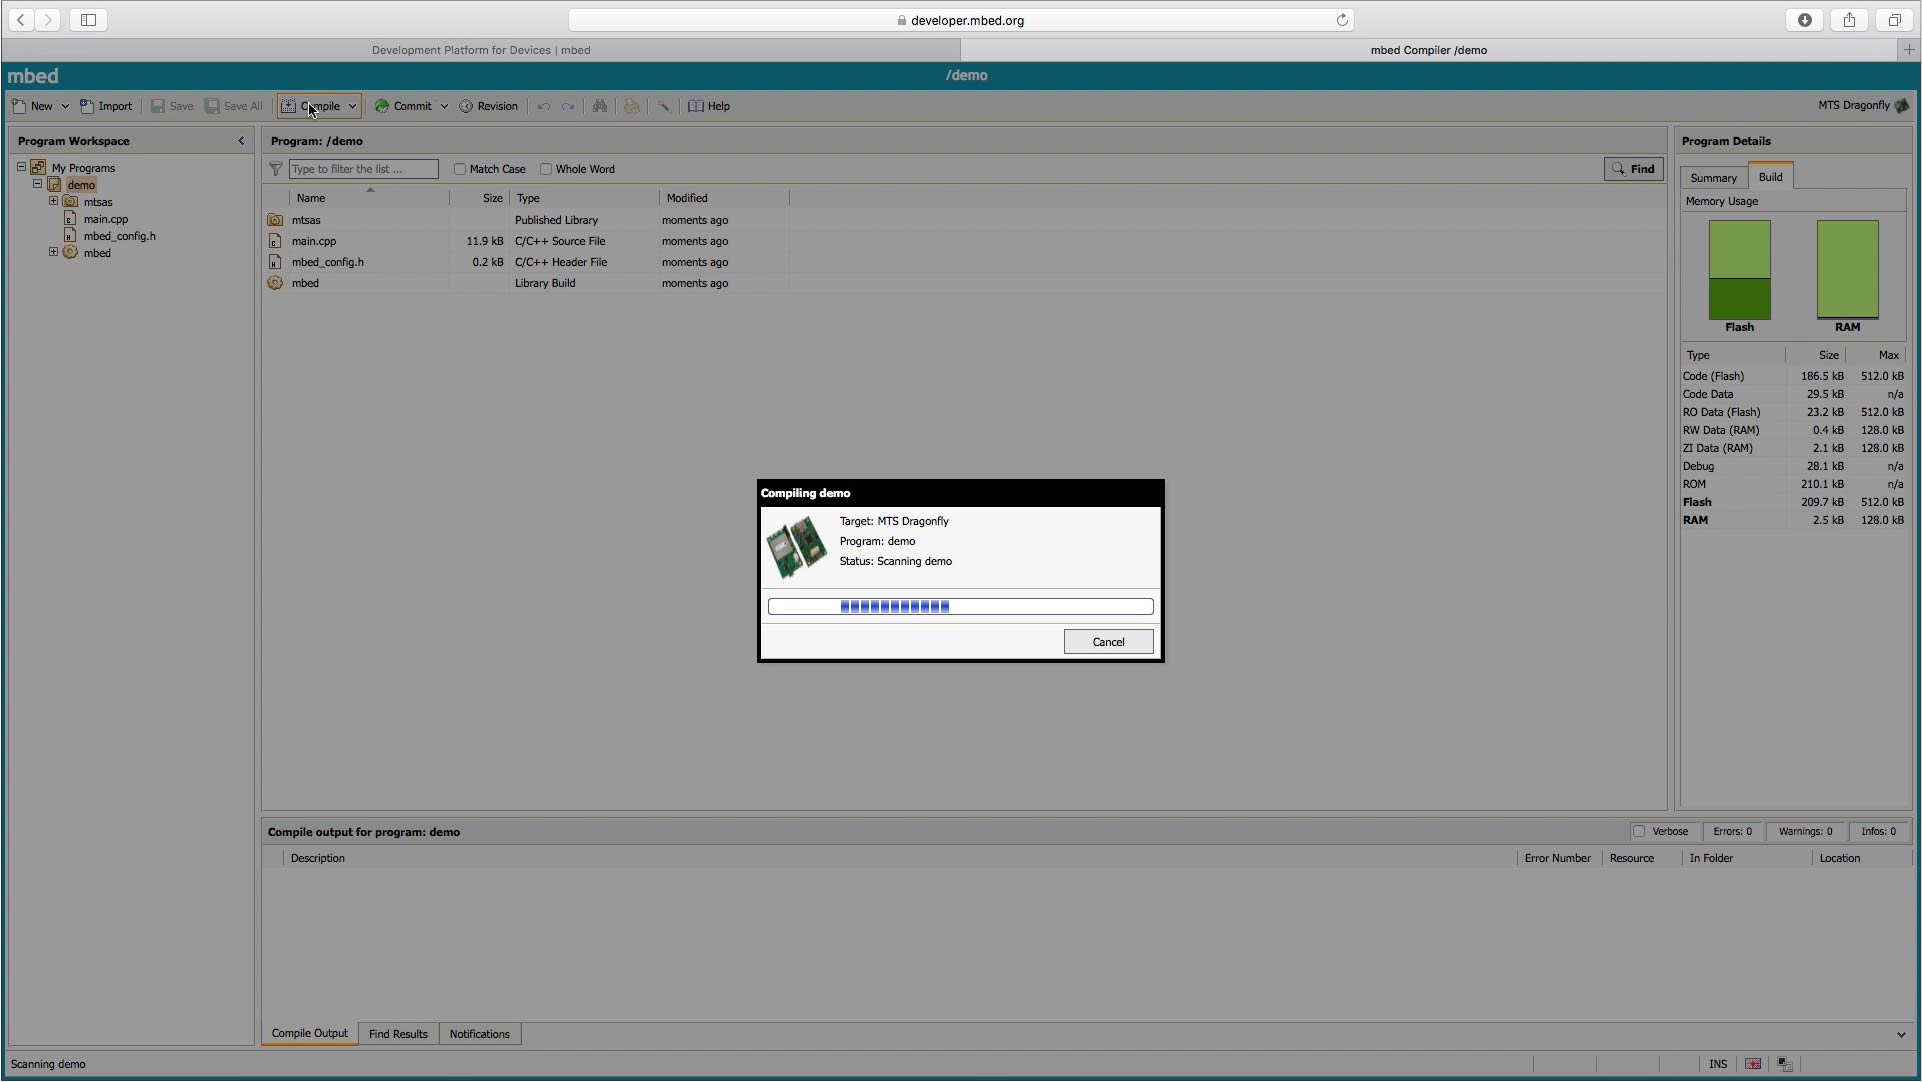 developer.mbed.org
Development Platform for Devices | mbed
mbed Compiler /demo
mbed
/demo
New
Import
Save
Save All
Compile
Commit
Revision
Help
MTS Dragonfly
Program Workspace
My Programs
demo
mtsas
main.cpp
mbed_config.h
mbed
Program: /demo
Type to filter the list ...
Match Case
Whole Word
Find
Name Size Type Modified
mtsas Published Library moments ago
main.cpp 11.9 kB C/C++ Source File moments ago
mbed_config.h 0.2 kB C/C++ Header File moments ago
mbed Library Build moments ago
Program Details
Summary Build
Memory Usage
Flash RAM
Type Size Max
Code (Flash) 186.5 kB 512.0 kB
Code Data 29.5 kB n/a
RO Data (Flash) 23.2 kB 512.0 kB
RW Data (RAM) 0.4 kB 128.0 kB
ZI Data (RAM) 2.1 kB 128.0 kB
Debug 28.1 kB n/a
ROM 210.1 kB n/a
Flash 209.7 kB 512.0 kB
RAM 2.5 kB 128.0 kB
Compiling demo
Target: MTS Dragonfly
Program: demo
Status: Scanning demo
Cancel
Compile output for program: demo
Verbose
Errors: 0
Warnings: 0
Infos: 0
Description Error Number Resource In Folder Location
Compile Output Find Results Notifications
Scanning demo
INS